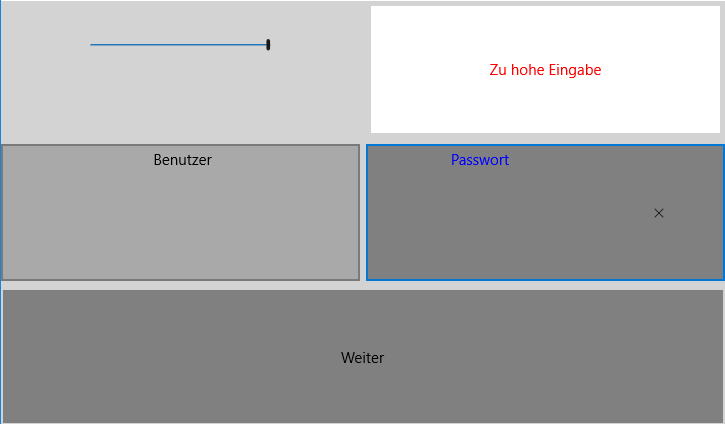 Zu hohe Eingabe
Benutzer
Passwort
Weiter